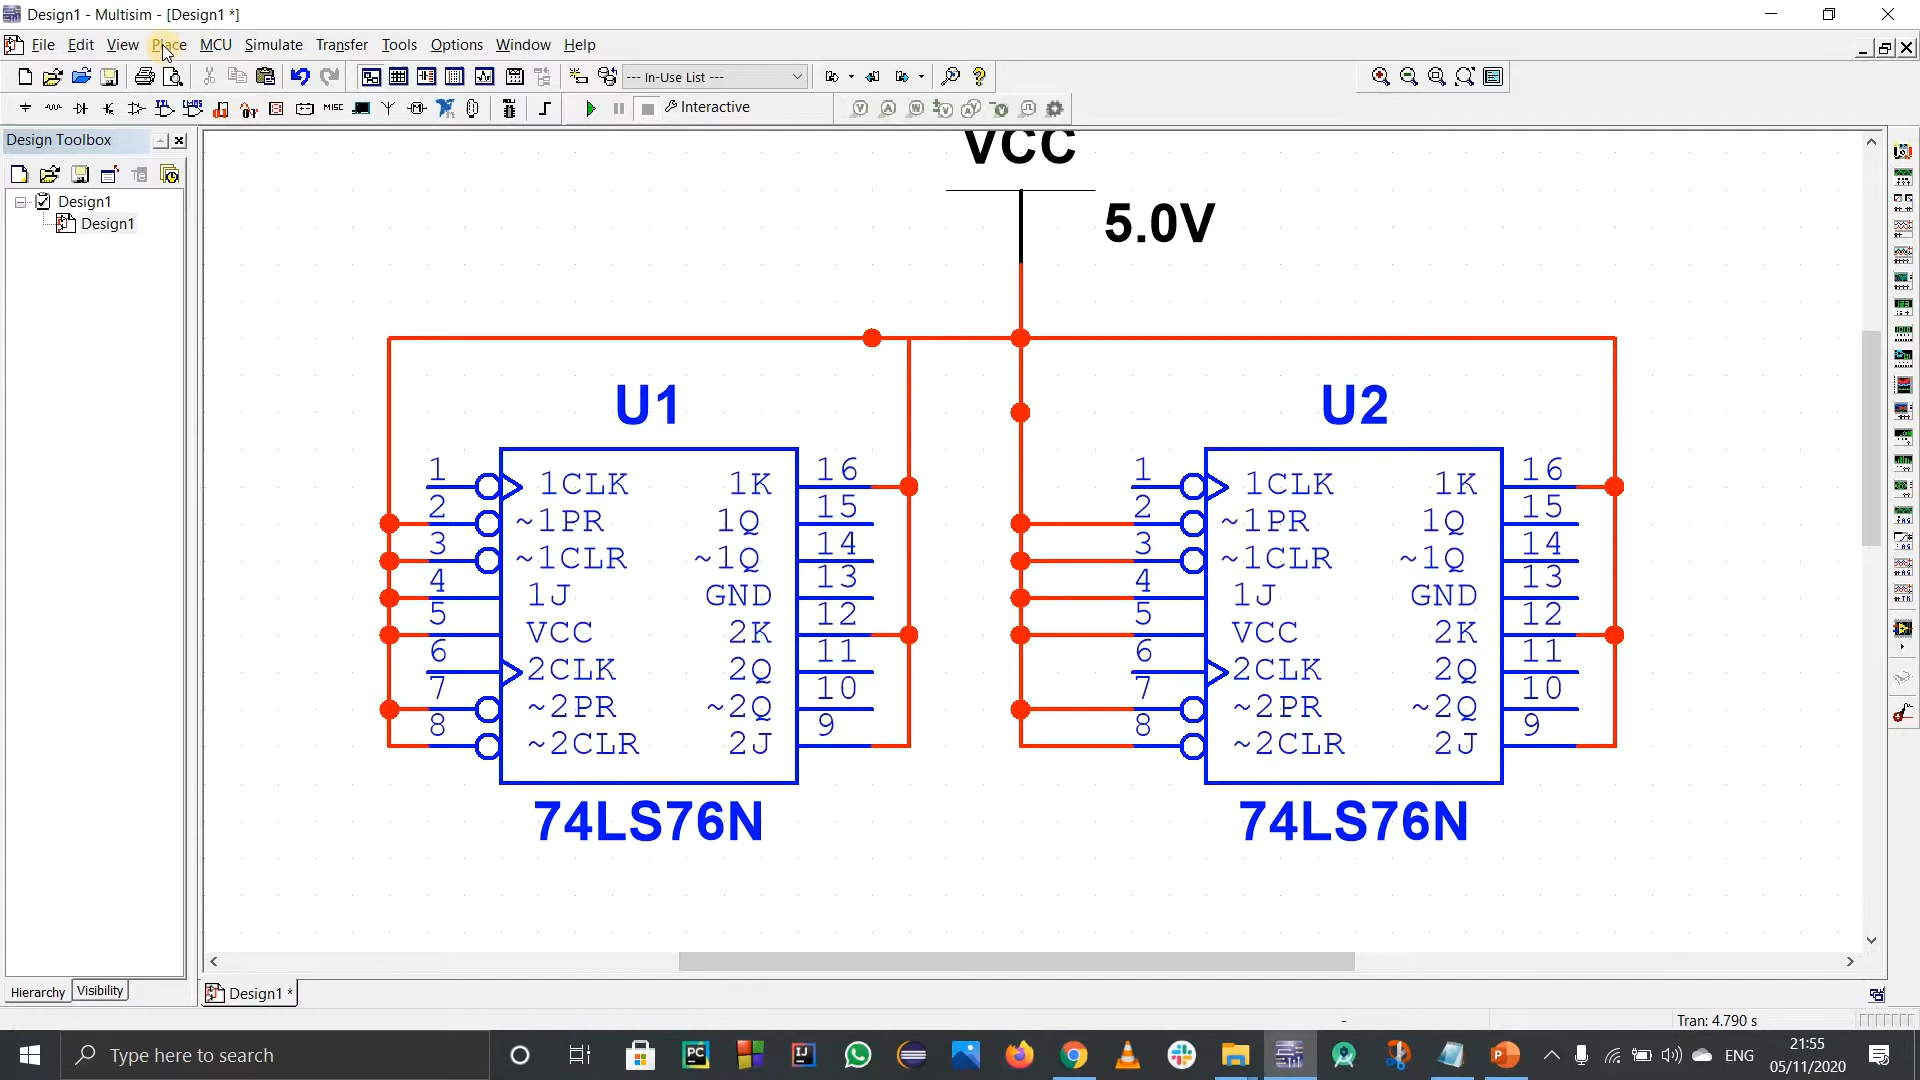 Design1 - Multisim - [Design1 *]
File Edit View Place MCU Simulate Transfer Tools Options Window Help
--- In-Use List ---
MISC
Interactive
Design Toolbox
Design1
Design1
VCC
5.0V
U1
U2
1 1CLK 1K 16
2 ~1PR 1Q 15
3 ~1CLR ~1Q 14
4 1J GND 13
5 VCC 2K 12
6 2CLK 2Q 11
7 ~2PR ~2Q 10
8 ~2CLR 2J 9
74LS76N
1 1CLK 1K 16
2 ~1PR 1Q 15
3 ~1CLR ~1Q 14
4 1J GND 13
5 VCC 2K 12
6 2CLK 2Q 11
7 ~2PR ~2Q 10
8 ~2CLR 2J 9
74LS76N
Hierarchy Visibility
Design1 *
-
Tran: 4.790 s
Type here to search
ENG
21:55
05/11/2020